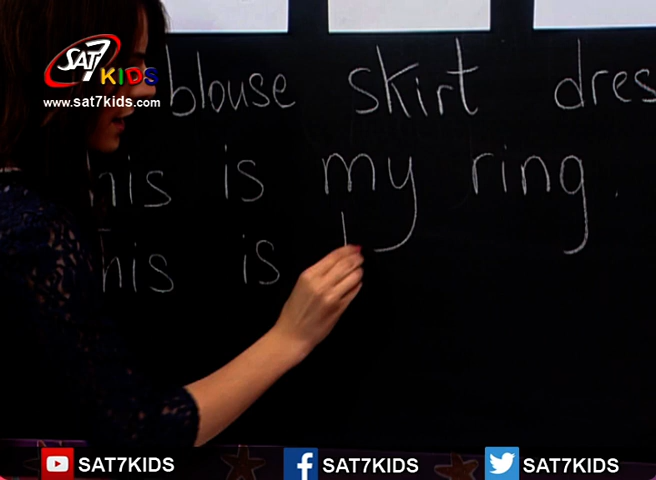 SAT7 KIDS
www.sat7kids.com
blouse skirt dres
his is my ring.
his is
SAT7KIDS SAT7KIDS SAT7KIDS